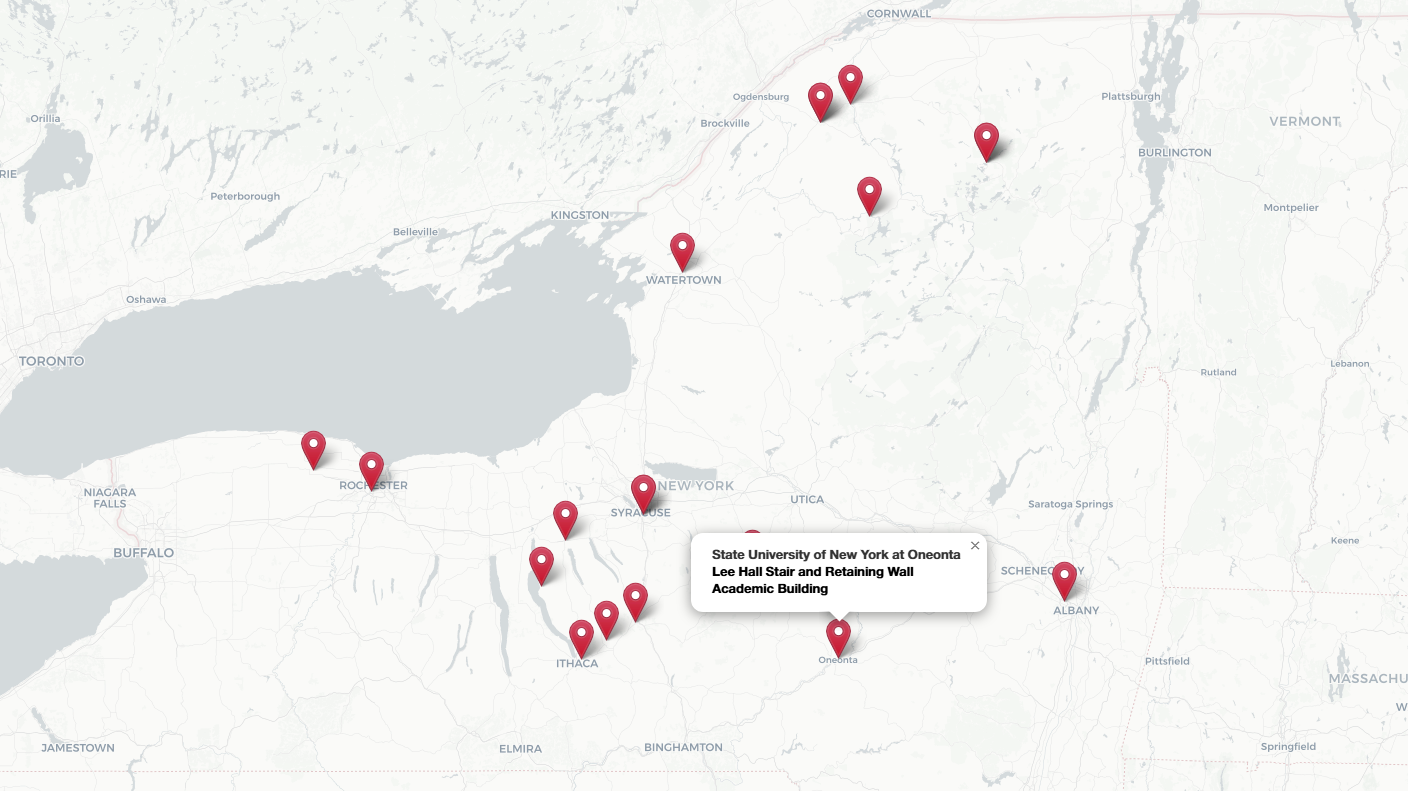 CORNWALL
Ogdensburg
Plattsburgh
Orillia
Brockville
VERMONT
BURLINGTON
RIE
Peterborough
Montpelier
KINGSTON
Belleville
WATERTOWN
Oshawa
TORONTO
Lebanon
Rutland
ROCHESTER
NEW YORK
NIAGARA
FALLS
UTICA
Saratoga Springs
SYRACUSE
Keene
BUFFALO
State University of New York at Oneonta
Lee Hall Stair and Retaining Wall
Academic Building
×
SCHENECTADY
ALBANY
ITHACA
Oneonta
Pittsfield
MASSACHU
W
JAMESTOWN
ELMIRA
BINGHAMTON
Springfield